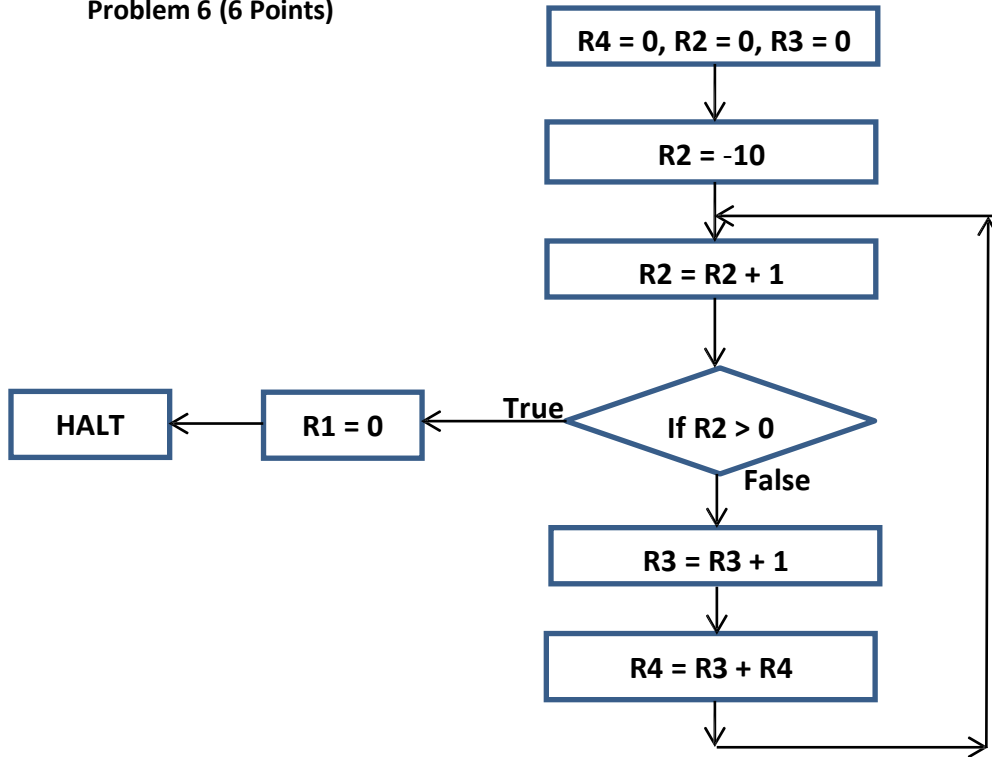 Problem 6 (6 Points)
R4 = 0, R2 = 0, R3 = 0
R2 = -10
R2 = R2 + 1
If R2 > 0
True
R1 = 0
HALT
False
R3 = R3 + 1
R4 = R3 + R4